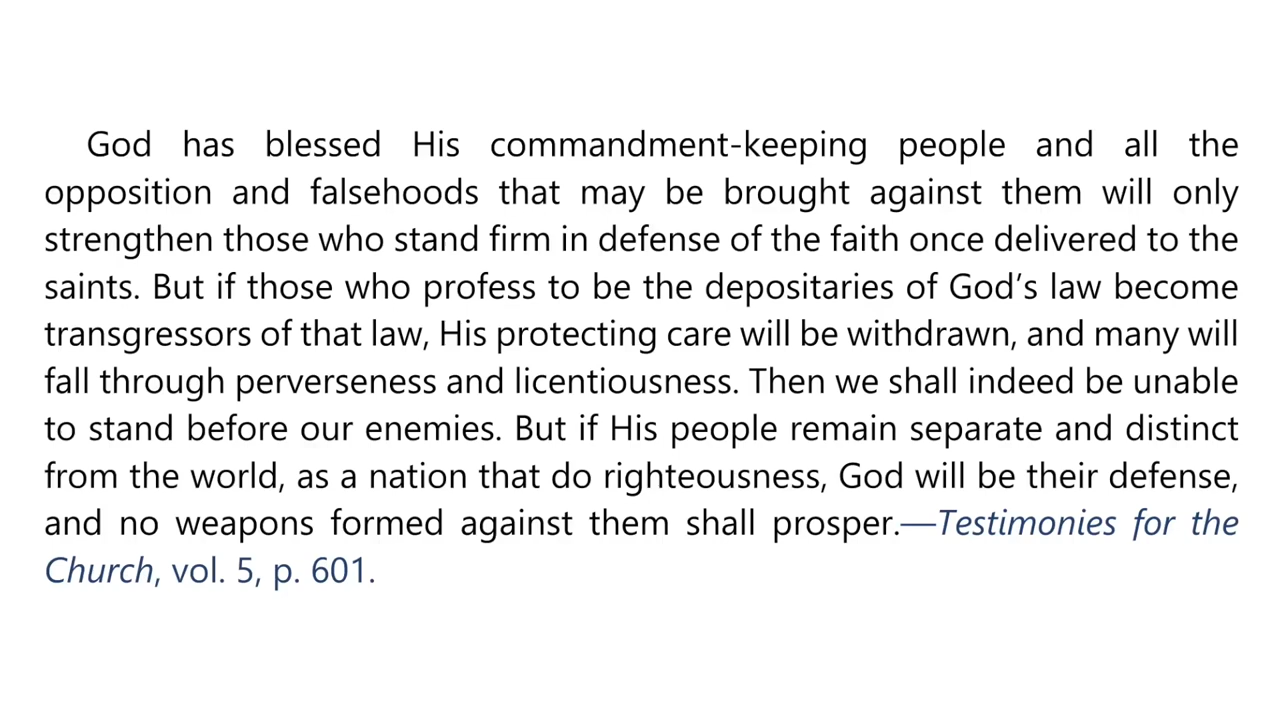 God has blessed His commandment-keeping people and all the
opposition and falsehoods that may be brought against them will only
strengthen those who stand firm in defense of the faith once delivered to the
saints. But if those who profess to be the depositaries of God’s law become
transgressors of that law, His protecting care will be withdrawn, and many will
fall through perverseness and licentiousness. Then we shall indeed be unable
to stand before our enemies. But if His people remain separate and distinct
from the world, as a nation that do righteousness, God will be their defense,
and no weapons formed against them shall prosper.—Testimonies for the
Church, vol. 5, p. 601.